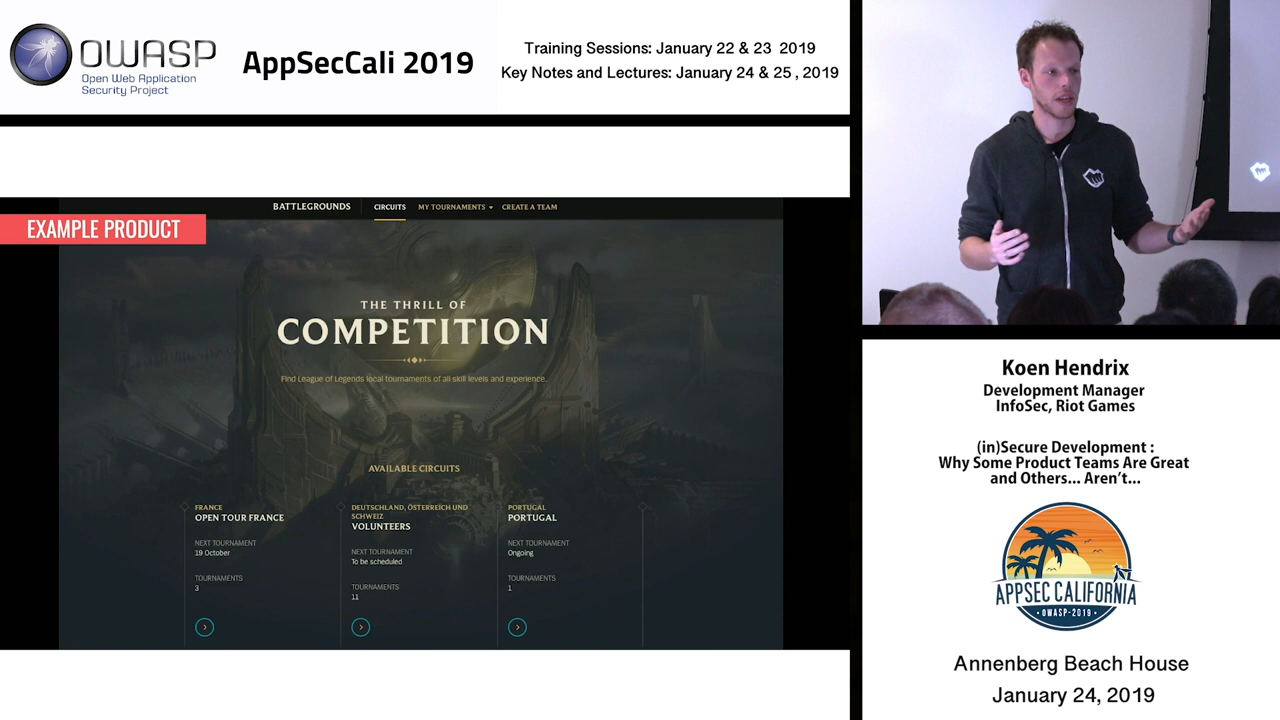 OWASP
Open Web Application
Security Project
AppSecCali 2019
Training Sessions: January 22 & 23 2019
Key Notes and Lectures: January 24 & 25 , 2019
EXAMPLE PRODUCT
BATTLEGROUNDS
CIRCUITS
MY TOURNAMENTS
CREATE A TEAM
THE THRILL OF
COMPETITION
Find League of Legends local tournaments of all skill levels and experience.
AVAILABLE CIRCUITS
FRANCE
OPEN TOUR FRANCE
NEXT TOURNAMENT
19 October
TOURNAMENTS
3
DEUTSCHLAND, ÖSTERREICH UND
SCHWEIZ
VOLUNTEERS
NEXT TOURNAMENT
To be scheduled
TOURNAMENTS
11
PORTUGAL
PORTUGAL
NEXT TOURNAMENT
Ongoing
TOURNAMENTS
1
Koen Hendrix
Development Manager
InfoSec, Riot Games
(in)Secure Development :
Why Some Product Teams Are Great
and Others... Aren't...
APPSEC CALIFORNIA
• OWASP-2019 •
Annenberg Beach House
January 24, 2019